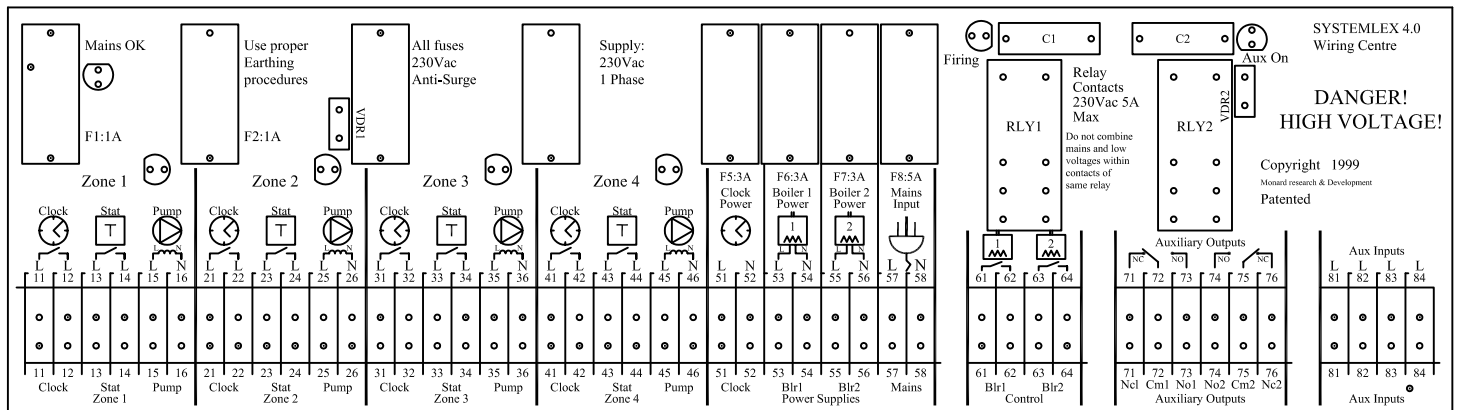 Mains OK
F1:1A
Use proper
Earthing
procedures
F2:1A
VDR1
All fuses
230Vac
Anti-Surge
Supply:
230Vac
1 Phase
Firing
C1
RLY1
Relay
Contacts
230Vac 5A
Max
Do not combine
mains and low
voltages within
contacts of
same relay
C2
Aux On
RLY2
VDR2
SYSTEMLEX 4.0
Wiring Centre
DANGER!
HIGH VOLTAGE!
Copyright 1999
Monard research & Development
Patented
Zone 1 Zone 2 Zone 3 Zone 4
F5:3A
Clock
Power
F6:3A
Boiler 1
Power
F7:3A
Boiler 2
Power
F8:5A
Mains
Input
Clock Stat Pump Clock Stat Pump Clock Stat Pump Clock Stat Pump
T T T T
1 2
1 2
L N L N L N L N L N L N
L L L L L N L L L L L N L L L L L N L L L L L N L N L N
Auxiliary Outputs
NC NO NO NC
Aux Inputs
L L L L
11 12 13 14 15 16 21 22 23 24 25 26 31 32 33 34 35 36 41 42 43 44 45 46 51 52 53 54 55 56 57 58 61 62 63 64 71 72 73 74 75 76 81 82 83 84
11 12 13 14 15 16 21 22 23 24 25 26 31 32 33 34 35 36 41 42 43 44 45 46 51 52 53 54 55 56 57 58 61 62 63 64 71 72 73 74 75 76 81 82 83 84
Clock Stat Pump Clock Stat Pump Clock Stat Pump Clock Stat Pump Clock Blr1 Blr2 Mains Blr1 Blr2 Nc1 Cm1 No1 No2 Cm2 Nc2
Zone 1 Zone 2 Zone 3 Zone 4 Power Supplies Control Auxiliary Outputs Aux Inputs